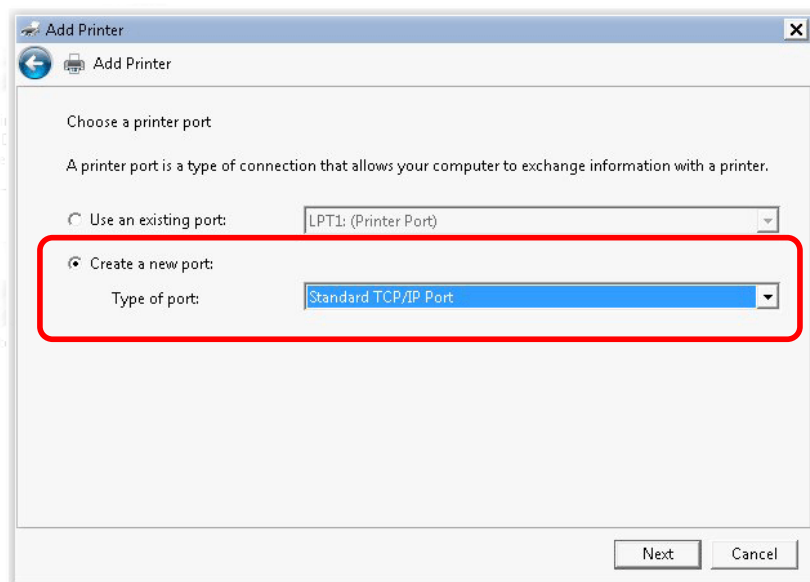 Add Printer
Add Printer
Choose a printer port
A printer port is a type of connection that allows your computer to exchange information with a printer.
Use an existing port: LPT1: (Printer Port)
Create a new port:
Type of port: Standard TCP/IP Port
Next Cancel